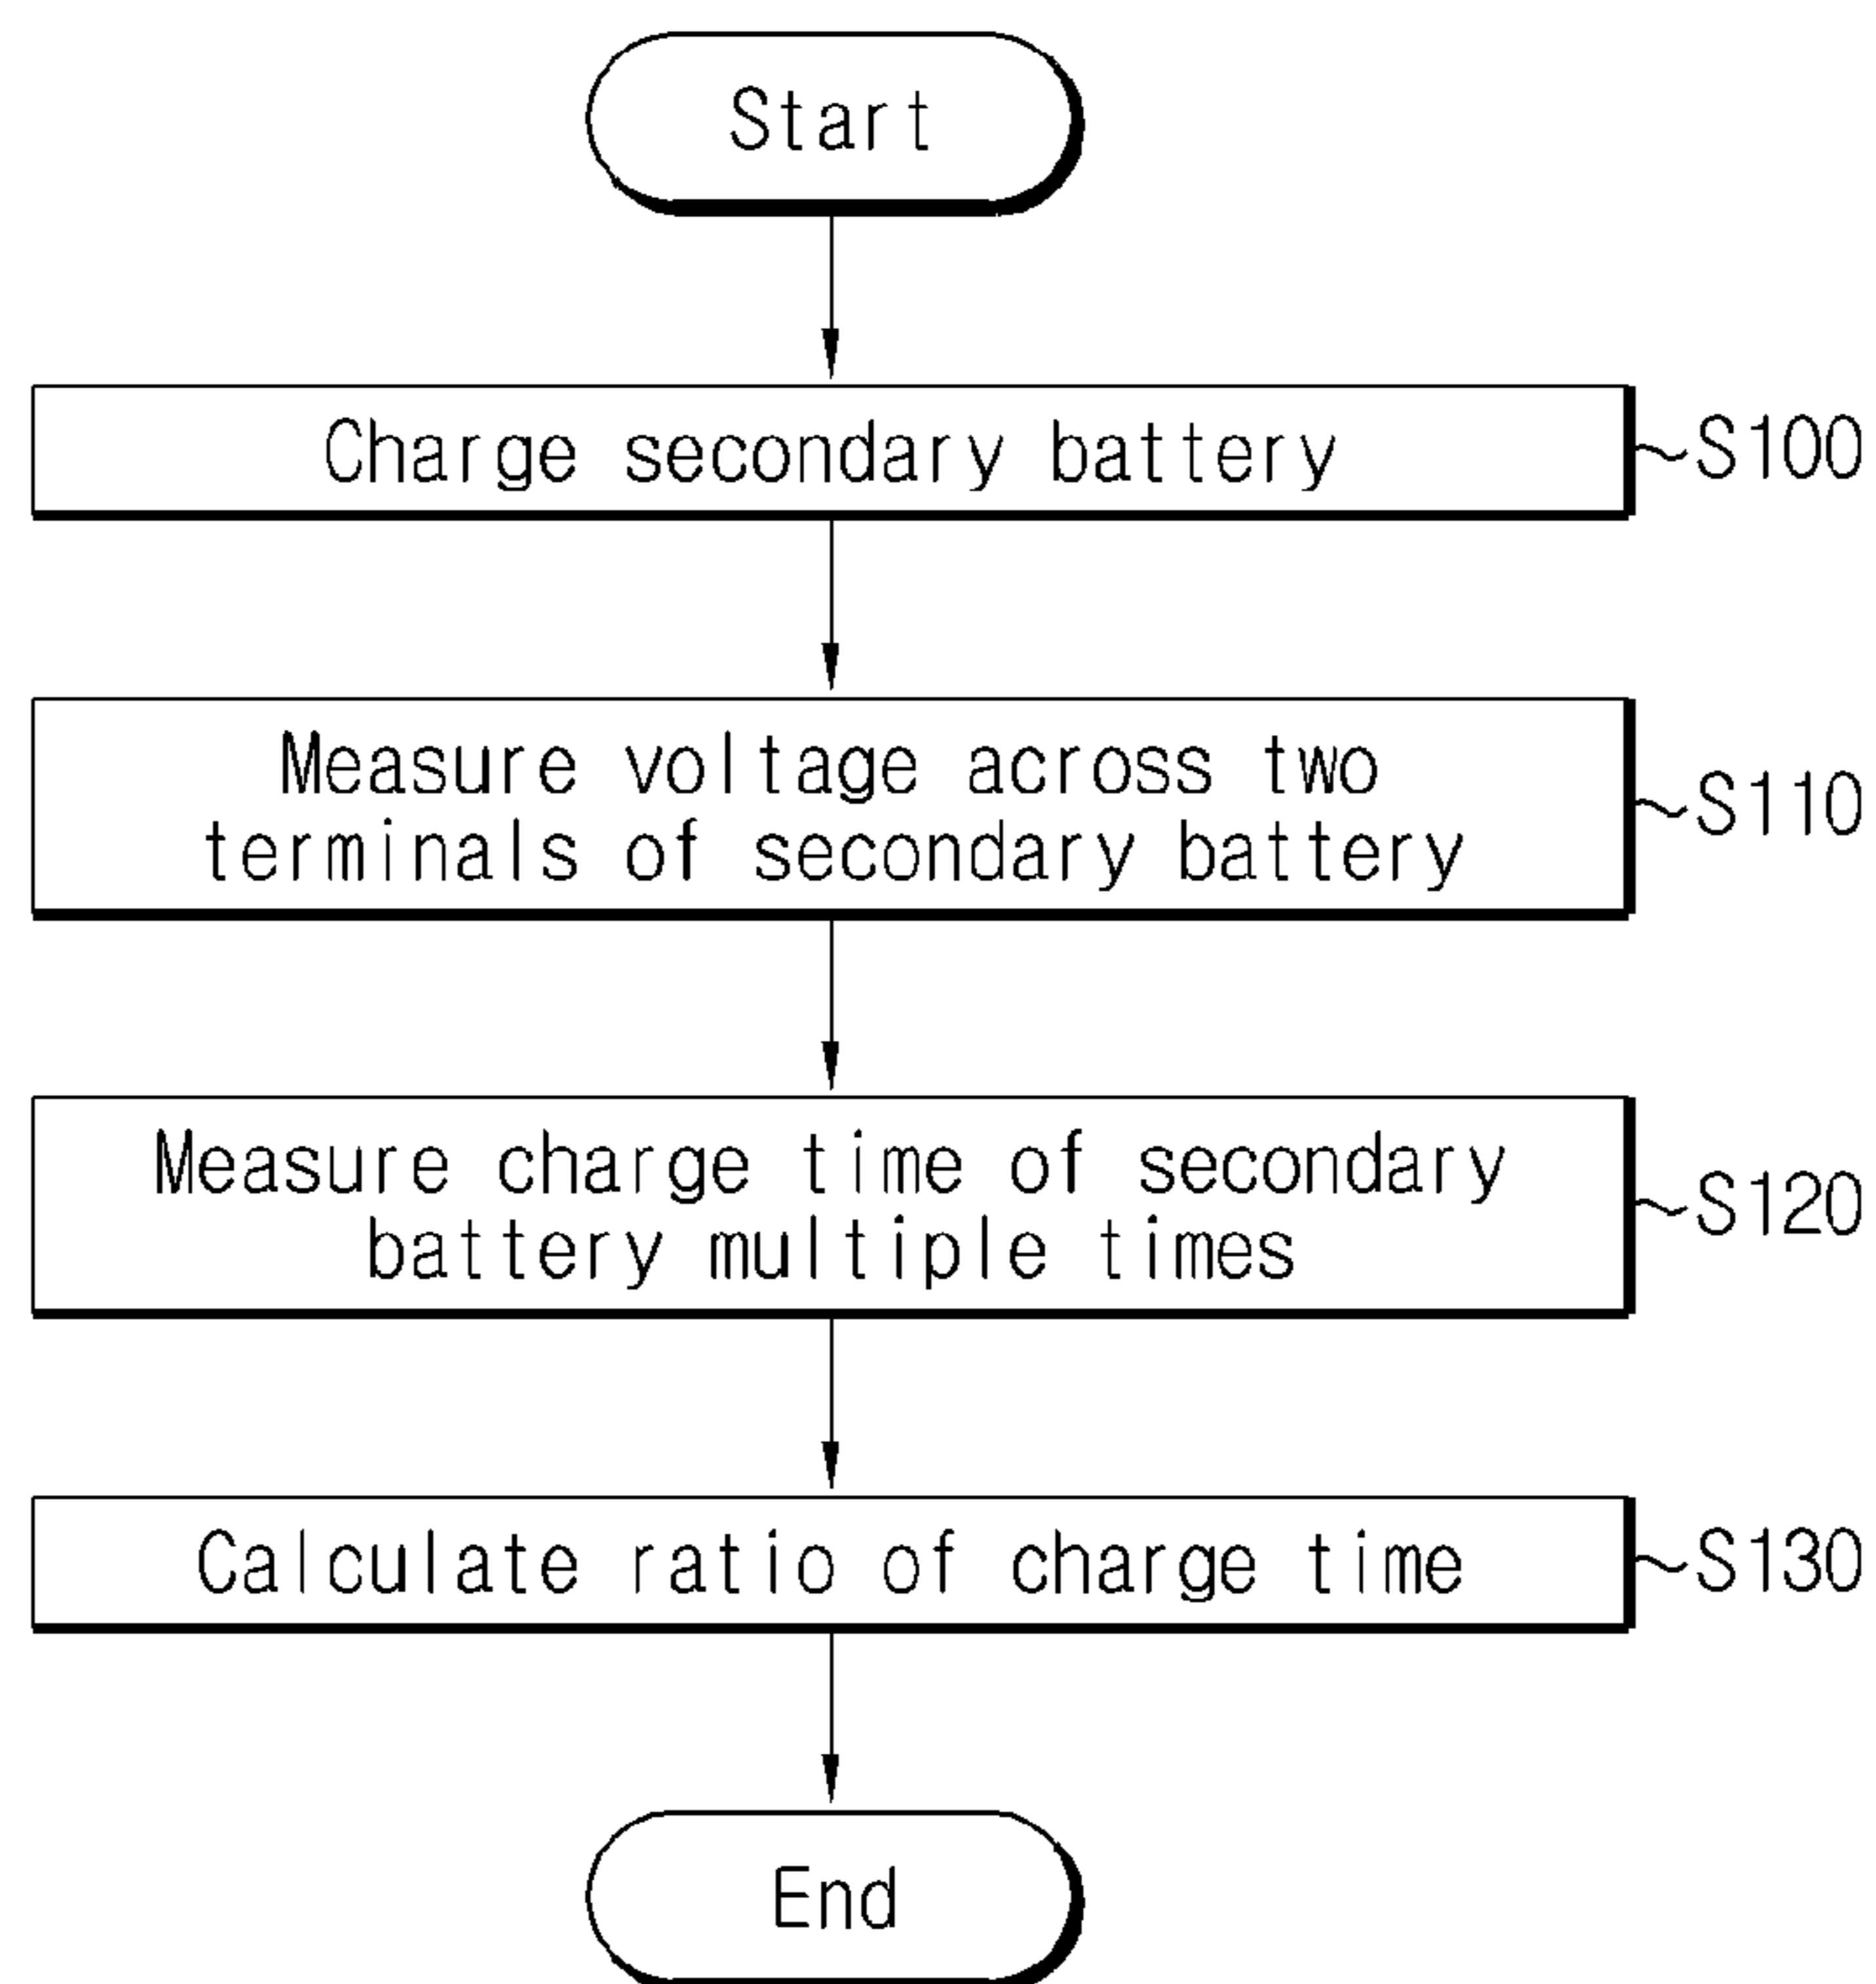 Start
Charge secondary battery
S100
Measure voltage across two
terminals of secondary battery
S110
Measure charge time of secondary
battery multiple times
S120
Calculate ratio of charge time
S130
End